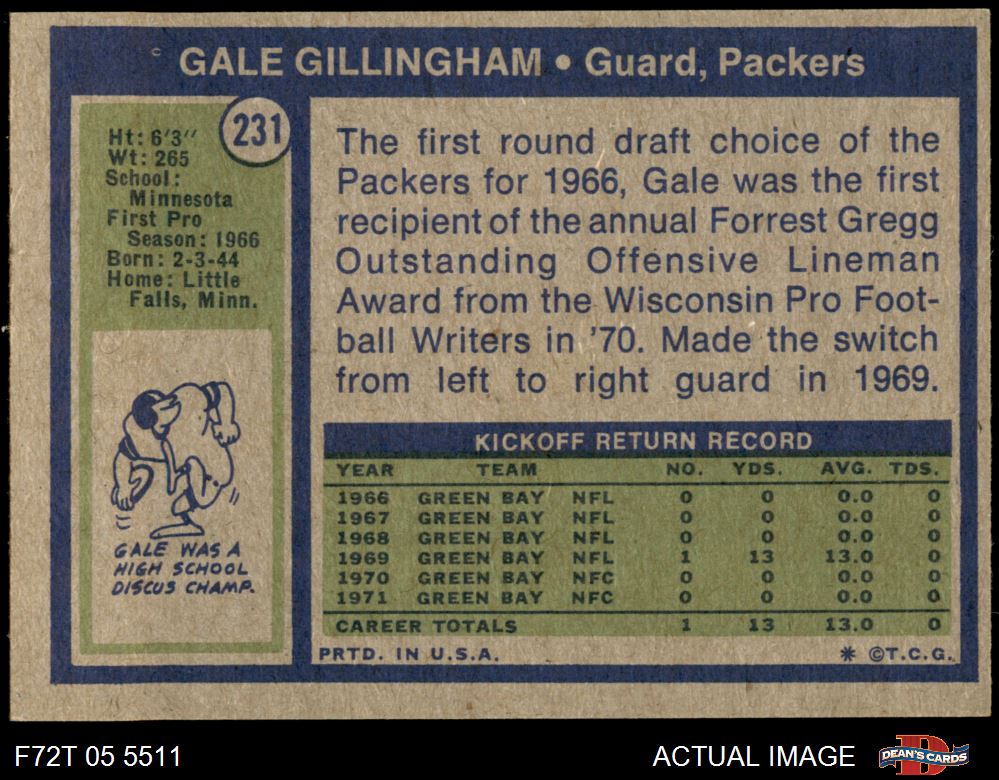 GALE GILLINGHAM • Guard, Packers
231
Ht: 6'3''
Wt: 265
School:
Minnesota
First Pro
Season: 1966
Born: 2-3-44
Home: Little
Falls, Minn.
GALE WAS A
HIGH SCHOOL
DISCUS CHAMP.
The first round draft choice of the
Packers for 1966, Gale was the first
recipient of the annual Forrest Gregg
Outstanding Offensive Lineman
Award from the Wisconsin Pro Foot-
ball Writers in '70. Made the switch
from left to right guard in 1969.
KICKOFF RETURN RECORD
YEAR TEAM NO. YDS. AVG. TDS.
1966 GREEN BAY NFL 0 0 0.0 0
1967 GREEN BAY NFL 0 0 0.0 0
1968 GREEN BAY NFL 0 0 0.0 0
1969 GREEN BAY NFL 1 13 13.0 0
1970 GREEN BAY NFC 0 0 0.0 0
1971 GREEN BAY NFC 0 0 0.0 0
CAREER TOTALS 1 13 13.0 0
PRTD. IN U.S.A. * ©T.C.G.
F72T 05 5511 ACTUAL IMAGE DEAN'S CARDS